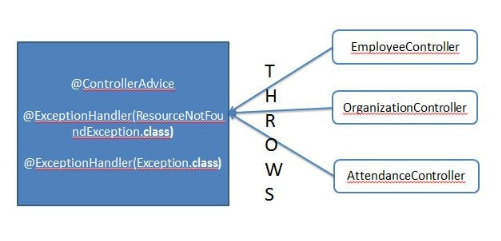 @ControllerAdvice
@ExceptionHandler(ResourceNotFou
ndException.class)
@ExceptionHandler(Exception.class)
T
H
R
O
W
S
EmployeeController
OrganizationController
AttendanceController